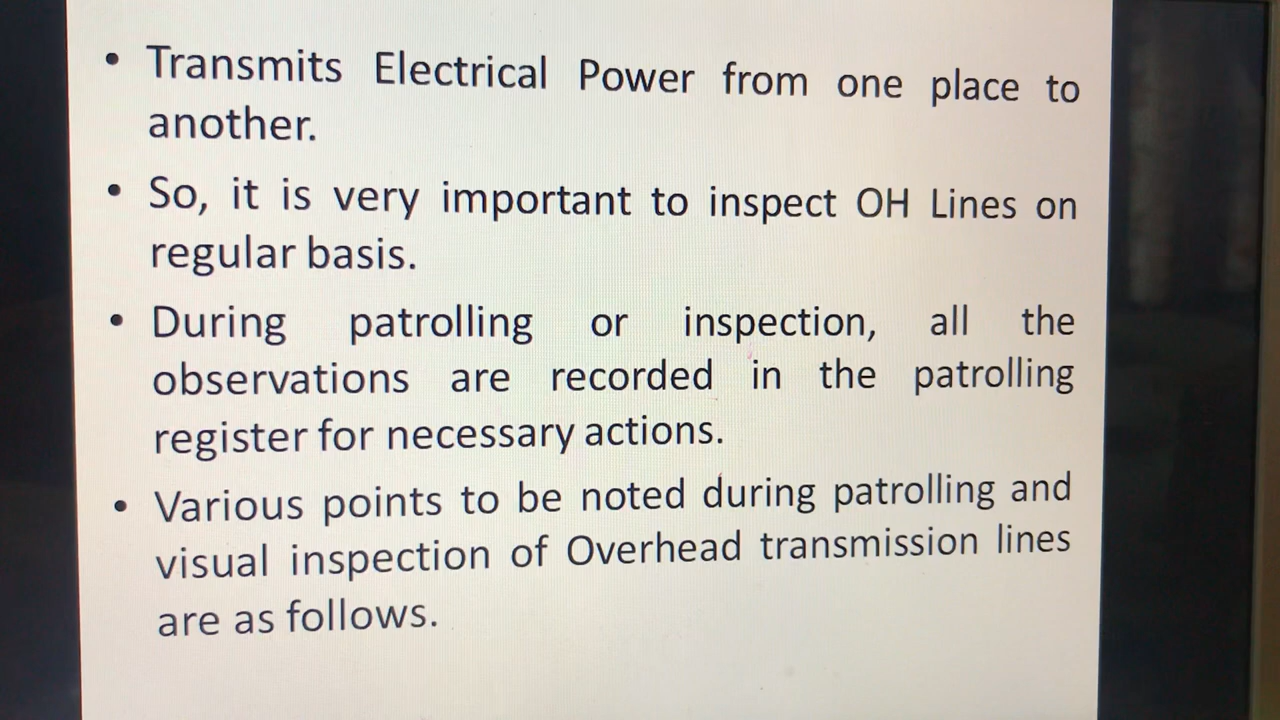 • Transmits Electrical Power from one place to
another.
• So, it is very important to inspect OH Lines on
regular basis.
• During patrolling or inspection, all the
observations are recorded in the patrolling
register for necessary actions.
• Various points to be noted during patrolling and
visual inspection of Overhead transmission lines
are as follows.